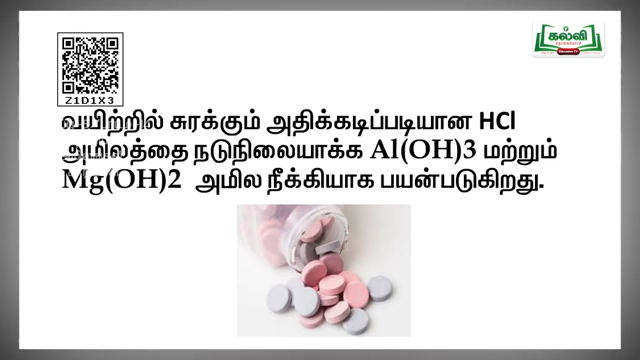 கல்வி
Z1D1X3
வயிற்றில் சுரக்கும் அதிக்கடிப்படியான HCl
அமிலத்தை நடுநிலையாக்க Al(OH)3 மற்றும்
Mg(OH)2 அமில நீக்கியாக பயன்படுகிறது.